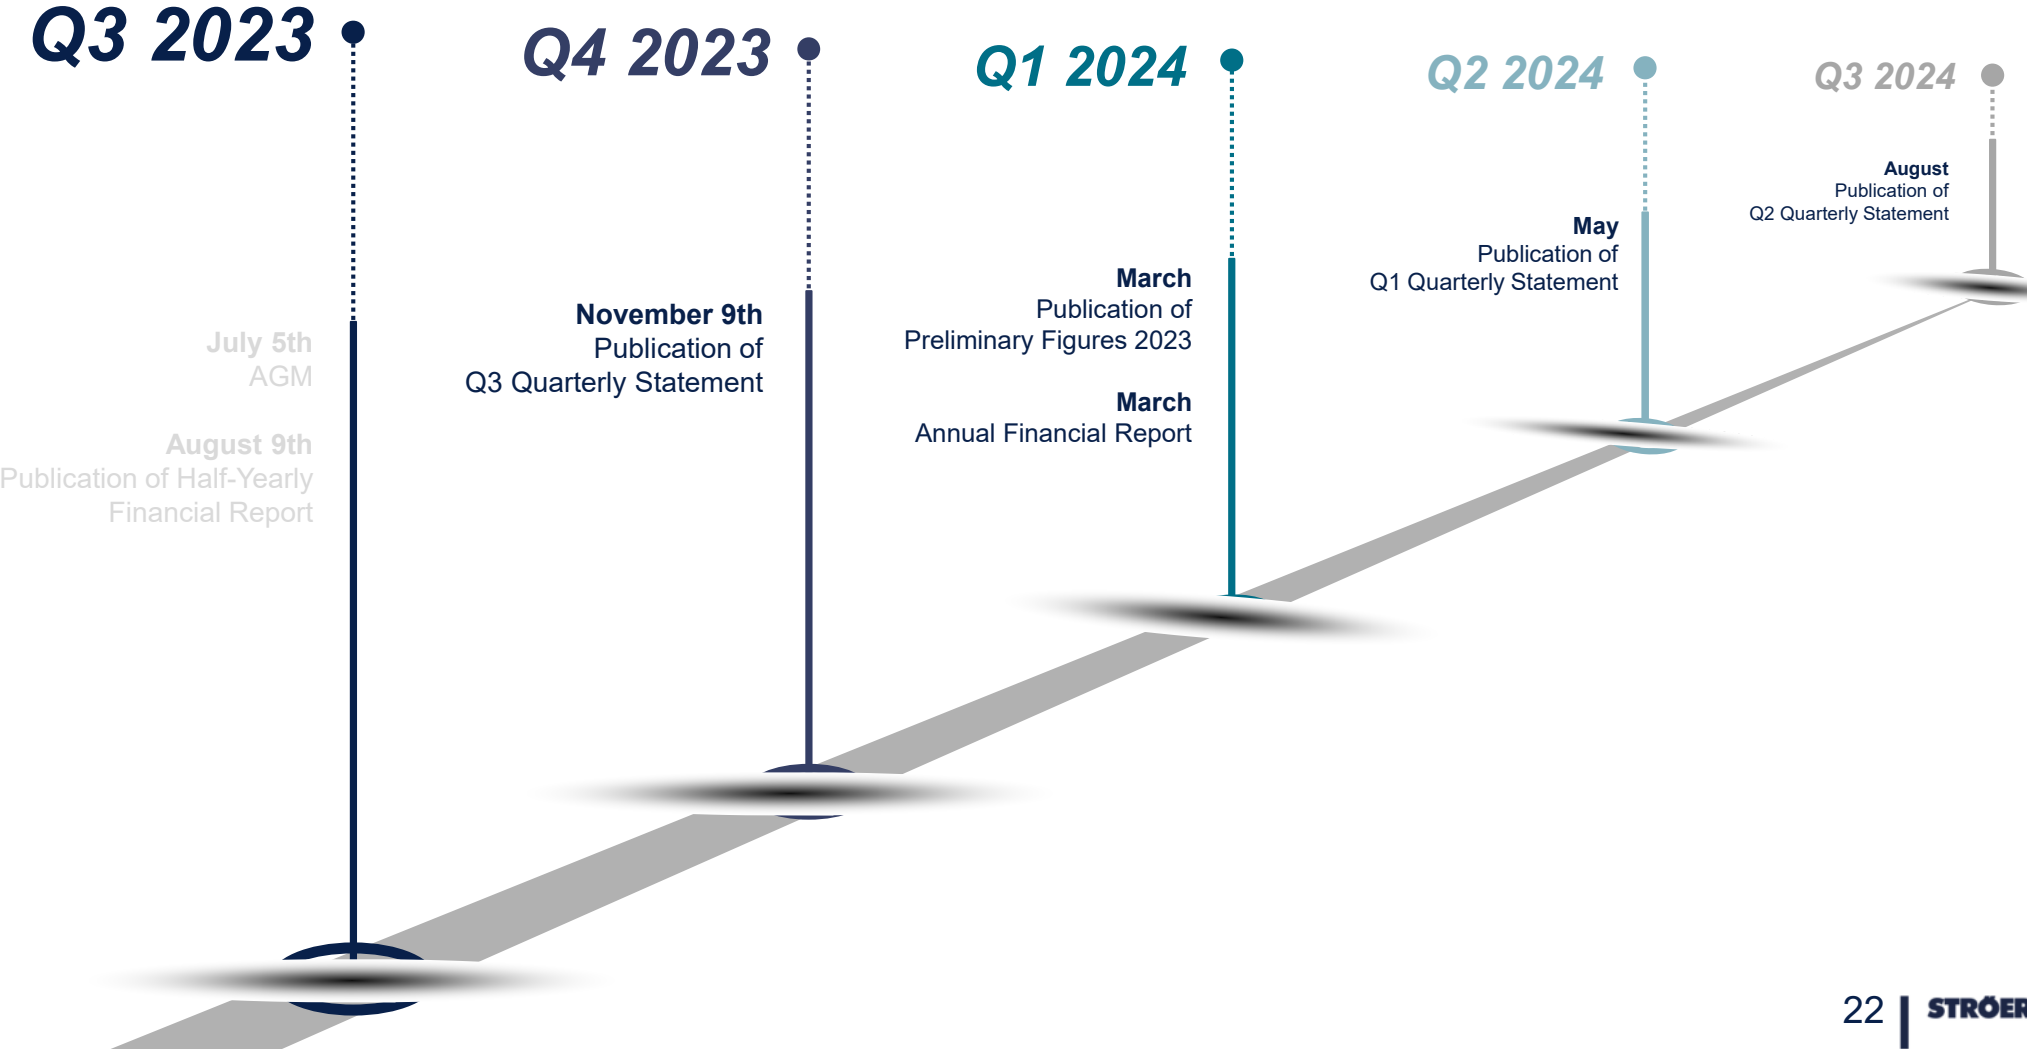 Q3 2023
July 5th
AGM
August 9th
Publication of Half-Yearly
Financial Report
Q4 2023
November 9th
Publication of
Q3 Quarterly Statement
Q1 2024
March
Publication of
Preliminary Figures 2023
March
Annual Financial Report
Q2 2024
May
Publication of
Q1 Quarterly Statement
Q3 2024
August
Publication of
Q2 Quarterly Statement
22
STRÖER